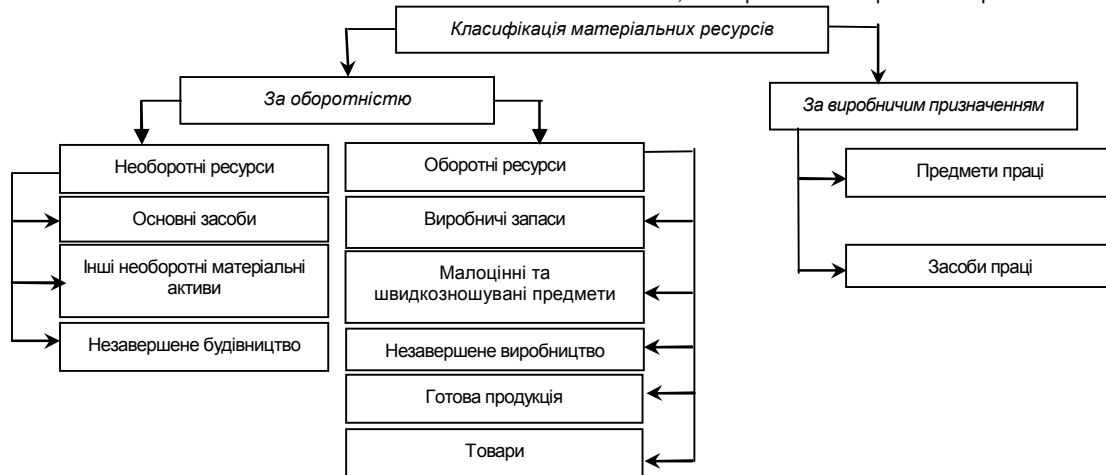 Класифікація матеріальних ресурсів
За оборотністю
За виробничим призначенням
Необоротні ресурси
Основні засоби
Інші необоротні матеріальні
активи
Незавершене будівництво
Оборотні ресурси
Виробничі запаси
Малоцінні та
швидкозношувані предмети
Незавершене виробництво
Готова продукція
Товари
Предмети праці
Засоби праці